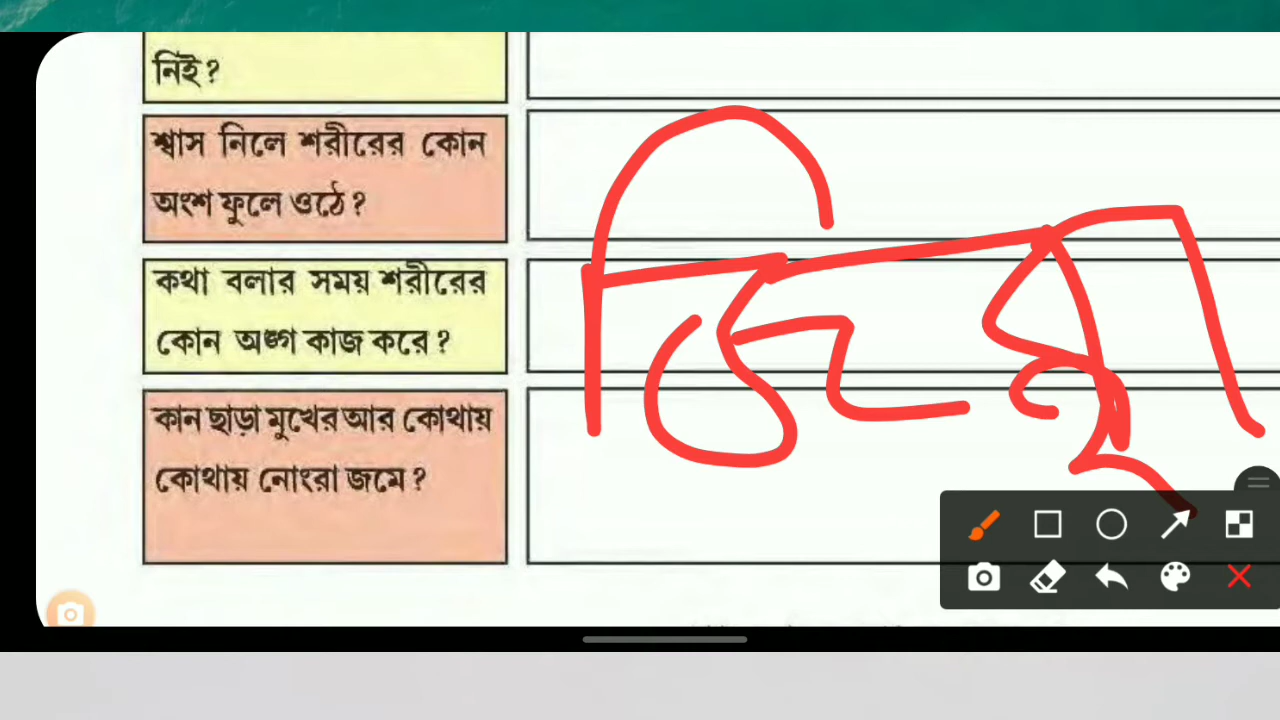 নিই?
শ্বাস নিলে শরীরের কোন
অংশ ফুলে ওঠে?
কথা বলার সময় শরীরের
কোন অঙ্গ কাজ করে?
জিহ্বা
কান ছাড়া মুখের আর কোথায়
কোথায় নোংরা জমে?